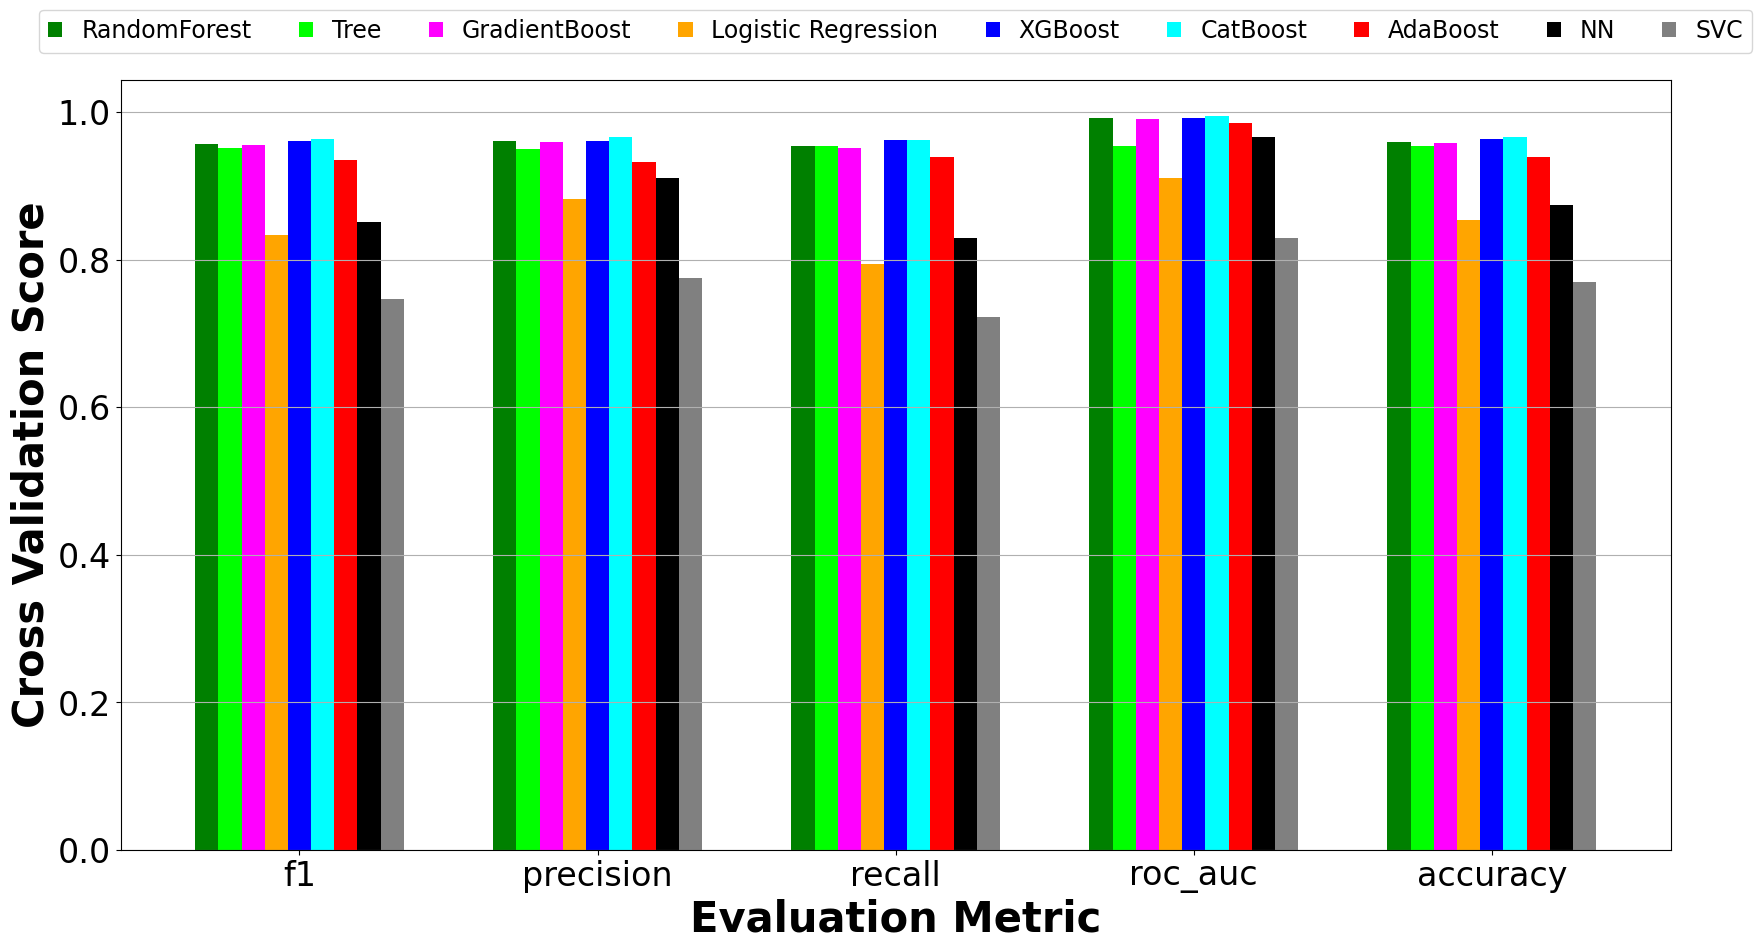 RandomForest Tree GradientBoost Logistic Regression XGBoost CatBoost AdaBoost NN SVC
Cross Validation Score
1.0
0.8
0.6
0.4
0.2
0.0
f1 precision recall roc_auc accuracy
Evaluation Metric